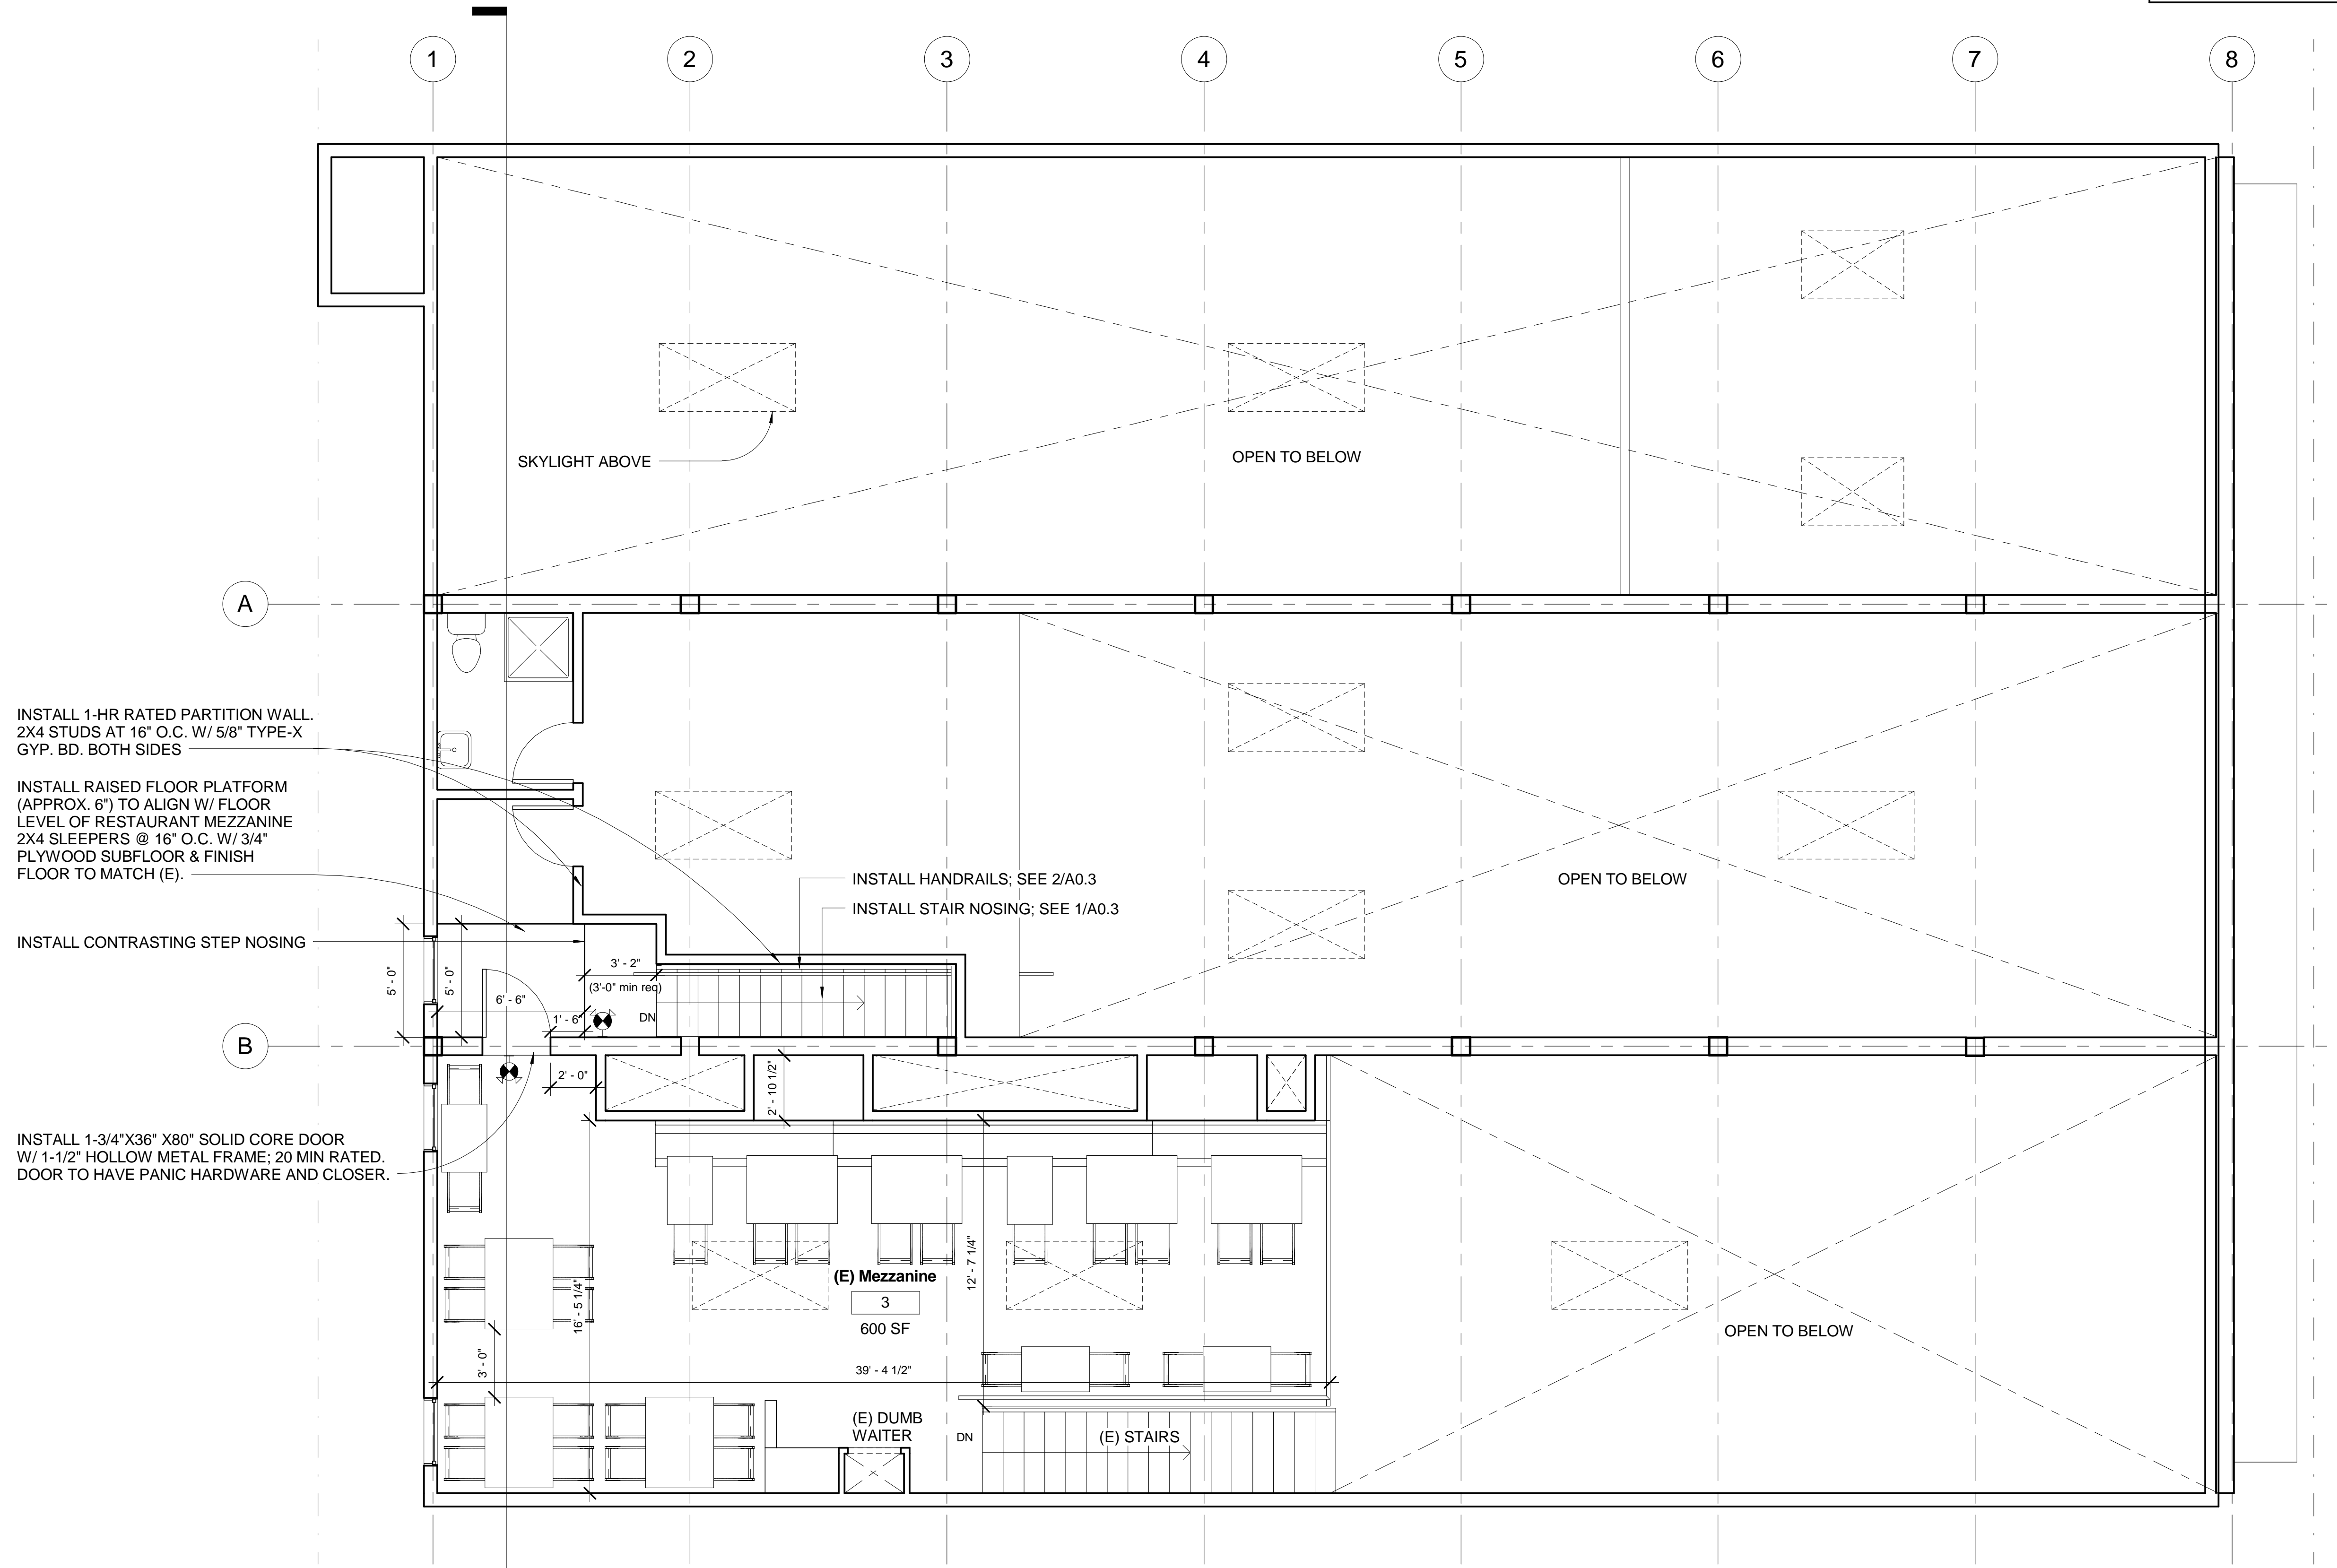 1
2
3
4
5
6
7
8
SKYLIGHT ABOVE
OPEN TO BELOW
A
INSTALL 1-HR RATED PARTITION WALL.
2X4 STUDS AT 16" O.C. W/ 5/8" TYPE-X
GYP. BD. BOTH SIDES
INSTALL RAISED FLOOR PLATFORM
(APPROX. 6") TO ALIGN W/ FLOOR
LEVEL OF RESTAURANT MEZZANINE
2X4 SLEEPERS @ 16" O.C. W/ 3/4"
PLYWOOD SUBFLOOR & FINISH
FLOOR TO MATCH (E).
INSTALL HANDRAILS; SEE 2/A0.3
INSTALL STAIR NOSING; SEE 1/A0.3
OPEN TO BELOW
INSTALL CONTRASTING STEP NOSING
5' - 0"
5' - 0"
3' - 2"
(3'-0" min req)
6' - 6"
1' - 6"
DN
B
2' - 0"
2' - 10 1/2"
INSTALL 1-3/4"X36" X80" SOLID CORE DOOR
W/ 1-1/2" HOLLOW METAL FRAME; 20 MIN RATED.
DOOR TO HAVE PANIC HARDWARE AND CLOSER.
16' - 5 1/4"
12' - 7 1/4"
(E) Mezzanine
3
600 SF
OPEN TO BELOW
3' - 0"
39' - 4 1/2"
(E) DUMB
WAITER
DN
(E) STAIRS